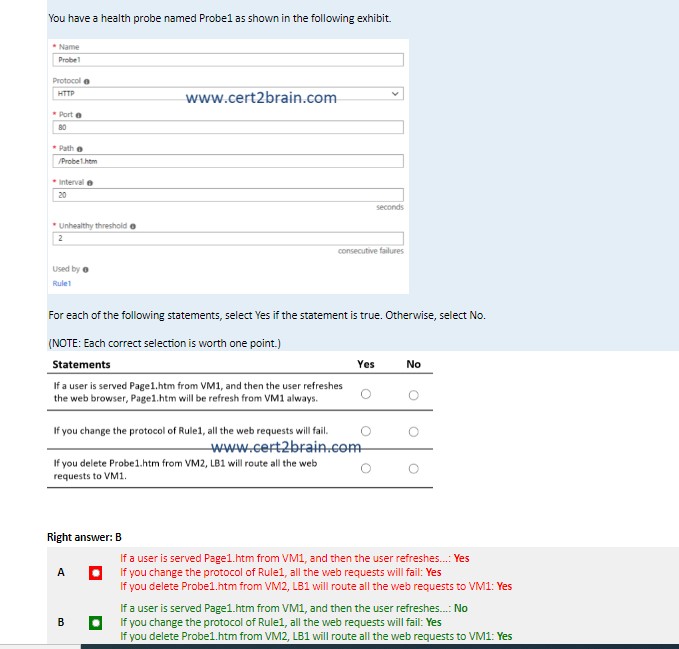 You have a health probe named Probe1 as shown in the following exhibit.
* Name
Probe1
Protocol
HTTP
www.cert2brain.com
* Port
80
* Path
/Probe1.htm
* Interval
20
seconds
* Unhealthy threshold
2
consecutive failures
Used by
Rule1
For each of the following statements, select Yes if the statement is true. Otherwise, select No.
(NOTE: Each correct selection is worth one point.)
Statements Yes No
If a user is served Page1.htm from VM1, and then the user refreshes
the web browser, Page1.htm will be refresh from VM1 always.
If you change the protocol of Rule1, all the web requests will fail.
www.cert2brain.com
If you delete Probe1.htm from VM2, LB1 will route all the web
requests to VM1.
Right answer: B
If a user is served Page1.htm from VM1, and then the user refreshes...: Yes
A If you change the protocol of Rule1, all the web requests will fail: Yes
If you delete Probe1.htm from VM2, LB1 will route all the web requests to VM1: Yes
If a user is served Page1.htm from VM1, and then the user refreshes...: No
B If you change the protocol of Rule1, all the web requests will fail: Yes
If you delete Probe1.htm from VM2, LB1 will route all the web requests to VM1: Yes